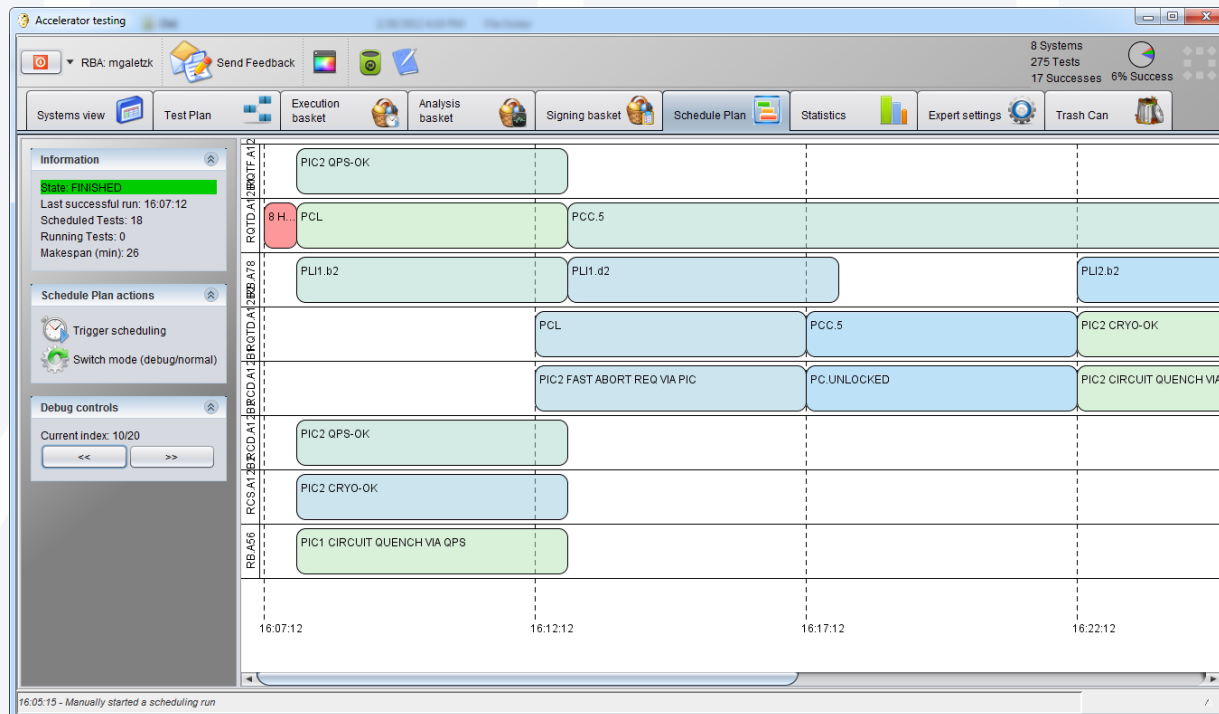 Accelerator testing
RBA: mgaletzk
Send Feedback
8 Systems
275 Tests
17 Successes
6% Success
Systems view
Test Plan
Execution
basket
Analysis
basket
Signing basket
Schedule Plan
Statistics
Expert settings
Trash Can
Information
State: FINISHED
Last successful run: 16:07:12
Scheduled Tests: 18
Running Tests: 0
Makespan (min): 26
Schedule Plan actions
Trigger scheduling
Switch mode (debug/normal)
Debug controls
Current index: 10/20
<<
>>
PIC2 QPS-OK
8 H...
PCL
PCC.5
PLI1.b2
PLI1.d2
PLI2.b2
PCL
PCC.5
PIC2 CRYO-OK
PIC2 FAST ABORT REQ VIA PIC
PC.UNLOCKED
PIC2 CIRCUIT QUENCH VIA
PIC2 QPS-OK
PIC2 CRYO-OK
RB.A56
PIC1 CIRCUIT QUENCH VIA QPS
16:07:12
16:12:12
16:17:12
16:22:12
16:05:15 - Manually started a scheduling run